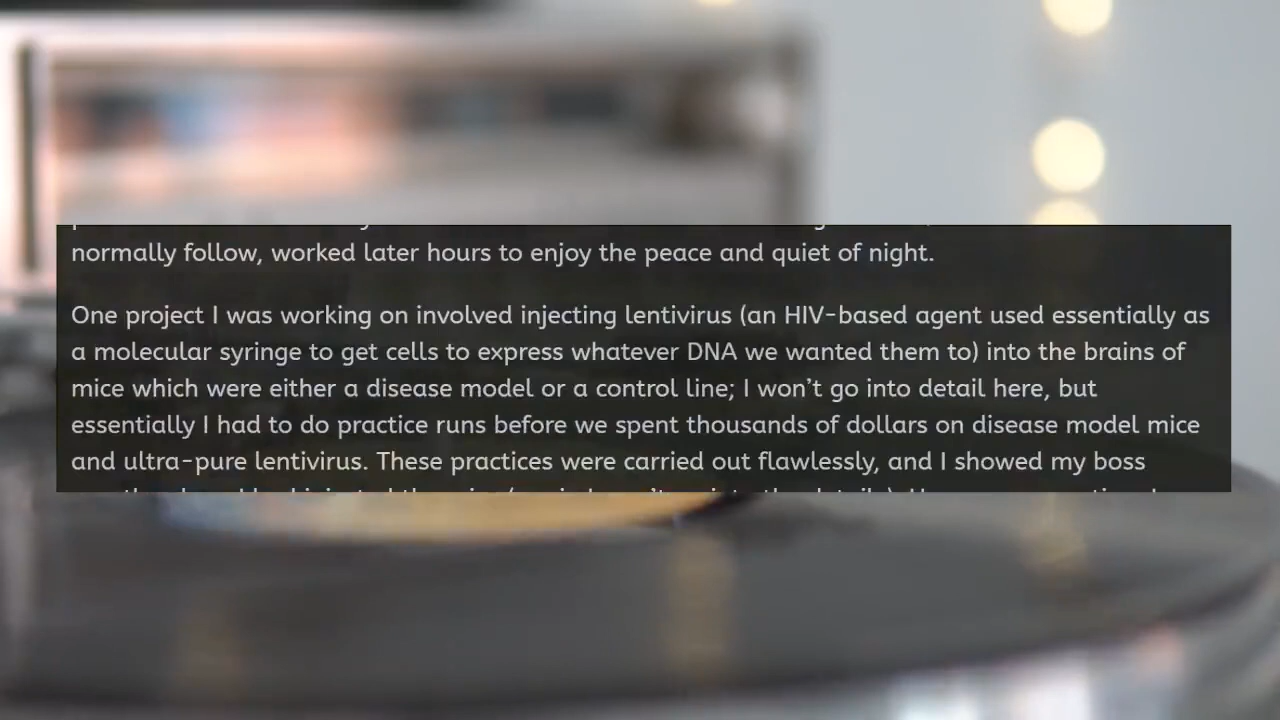 normally follow, worked later hours to enjoy the peace and quiet of night.
One project I was working on involved injecting lentivirus (an HIV-based agent used essentially as
a molecular syringe to get cells to express whatever DNA we wanted them to) into the brains of
mice which were either a disease model or a control line; I won't go into detail here, but
essentially I had to do practice runs before we spent thousands of dollars on disease model mice
and ultra-pure lentivirus. These practices were carried out flawlessly, and I showed my boss